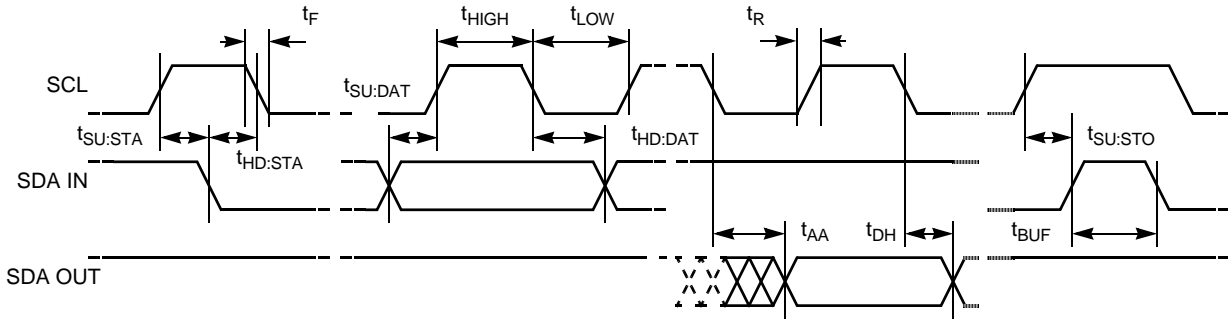 tF
tHIGH
tLOW
tR
SCL
tSU:DAT
tSU:STA
tHD:STA
tHD:DAT
tSU:STO
SDA IN
tAA
tDH
tBUF
SDA OUT